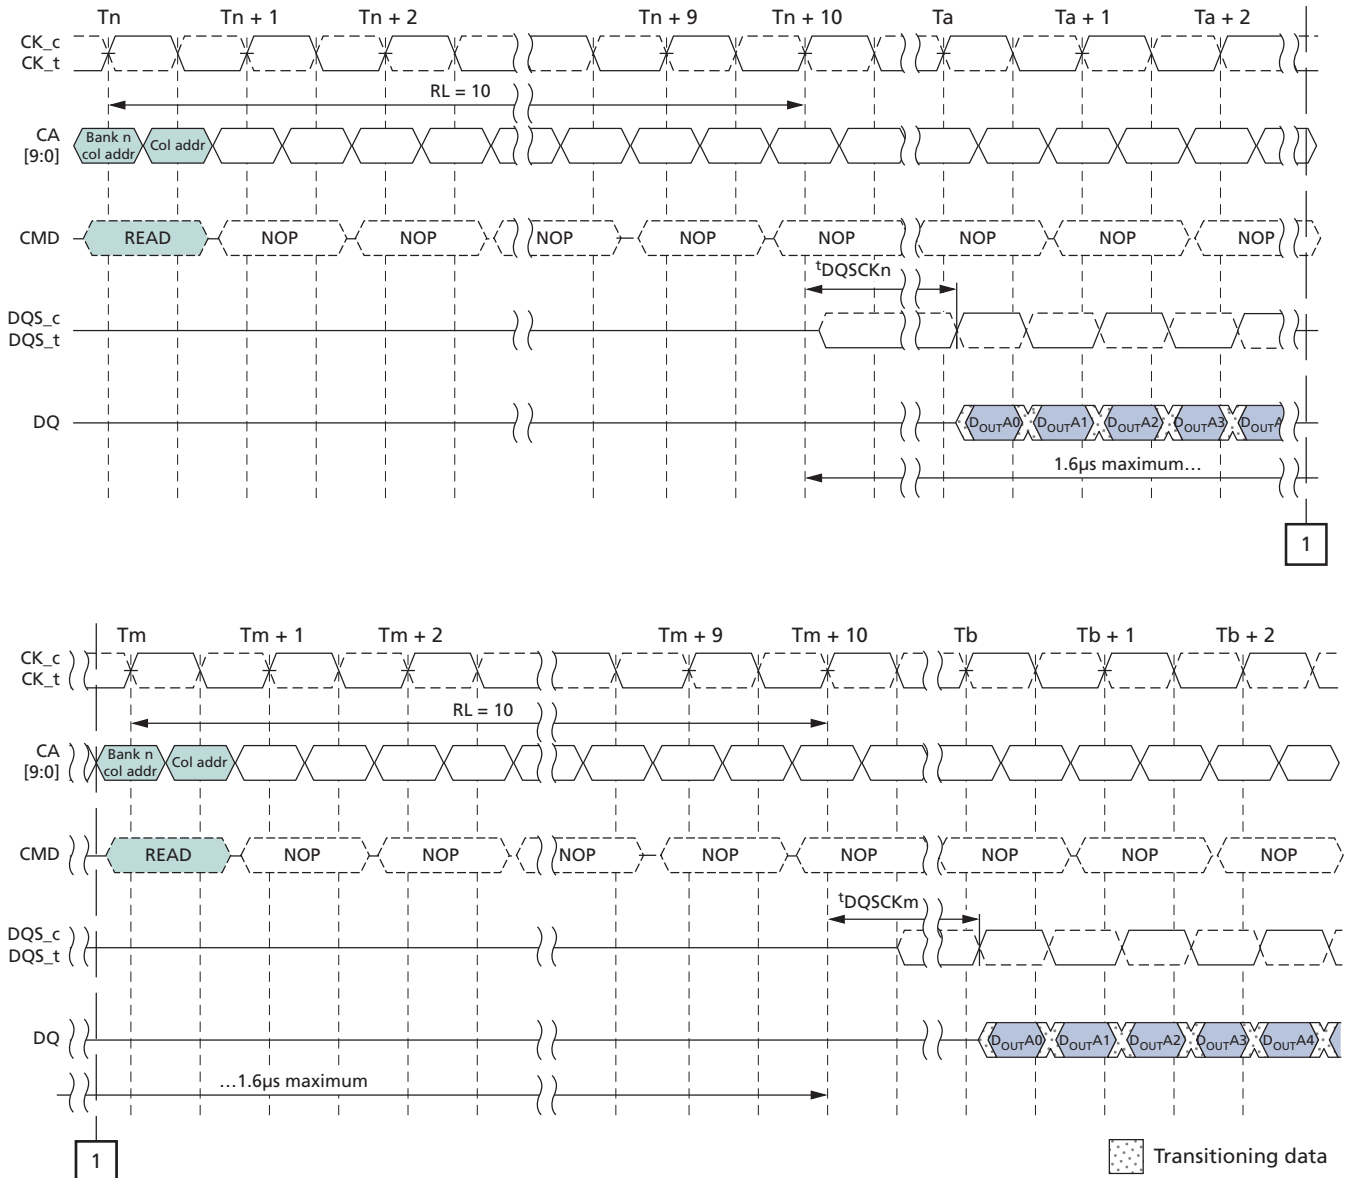 Tn Tn + 1 Tn + 2 Tn + 9 Tn + 10 Ta Ta + 1 Ta + 2
CK_c
CK_t
RL = 10
CA
[9:0]
Bank n
col addr
Col addr
CMD READ NOP NOP NOP NOP NOP NOP NOP NOP
tDQSCKn
DQS_c
DQS_t
DQ DOUTA0 DOUTA1 DOUTA2 DOUTA3 DOUTA
1.6µs maximum…
1
Tm Tm + 1 Tm + 2 Tm + 9 Tm + 10 Tb Tb + 1 Tb + 2
CK_c
CK_t
RL = 10
CA
[9:0]
Bank n
col addr
Col addr
CMD READ NOP NOP NOP NOP NOP NOP NOP NOP
tDQSCKm
DQS_c
DQS_t
DQ DOUTA0 DOUTA1 DOUTA2 DOUTA3 DOUTA4
…1.6µs maximum
1
Transitioning data